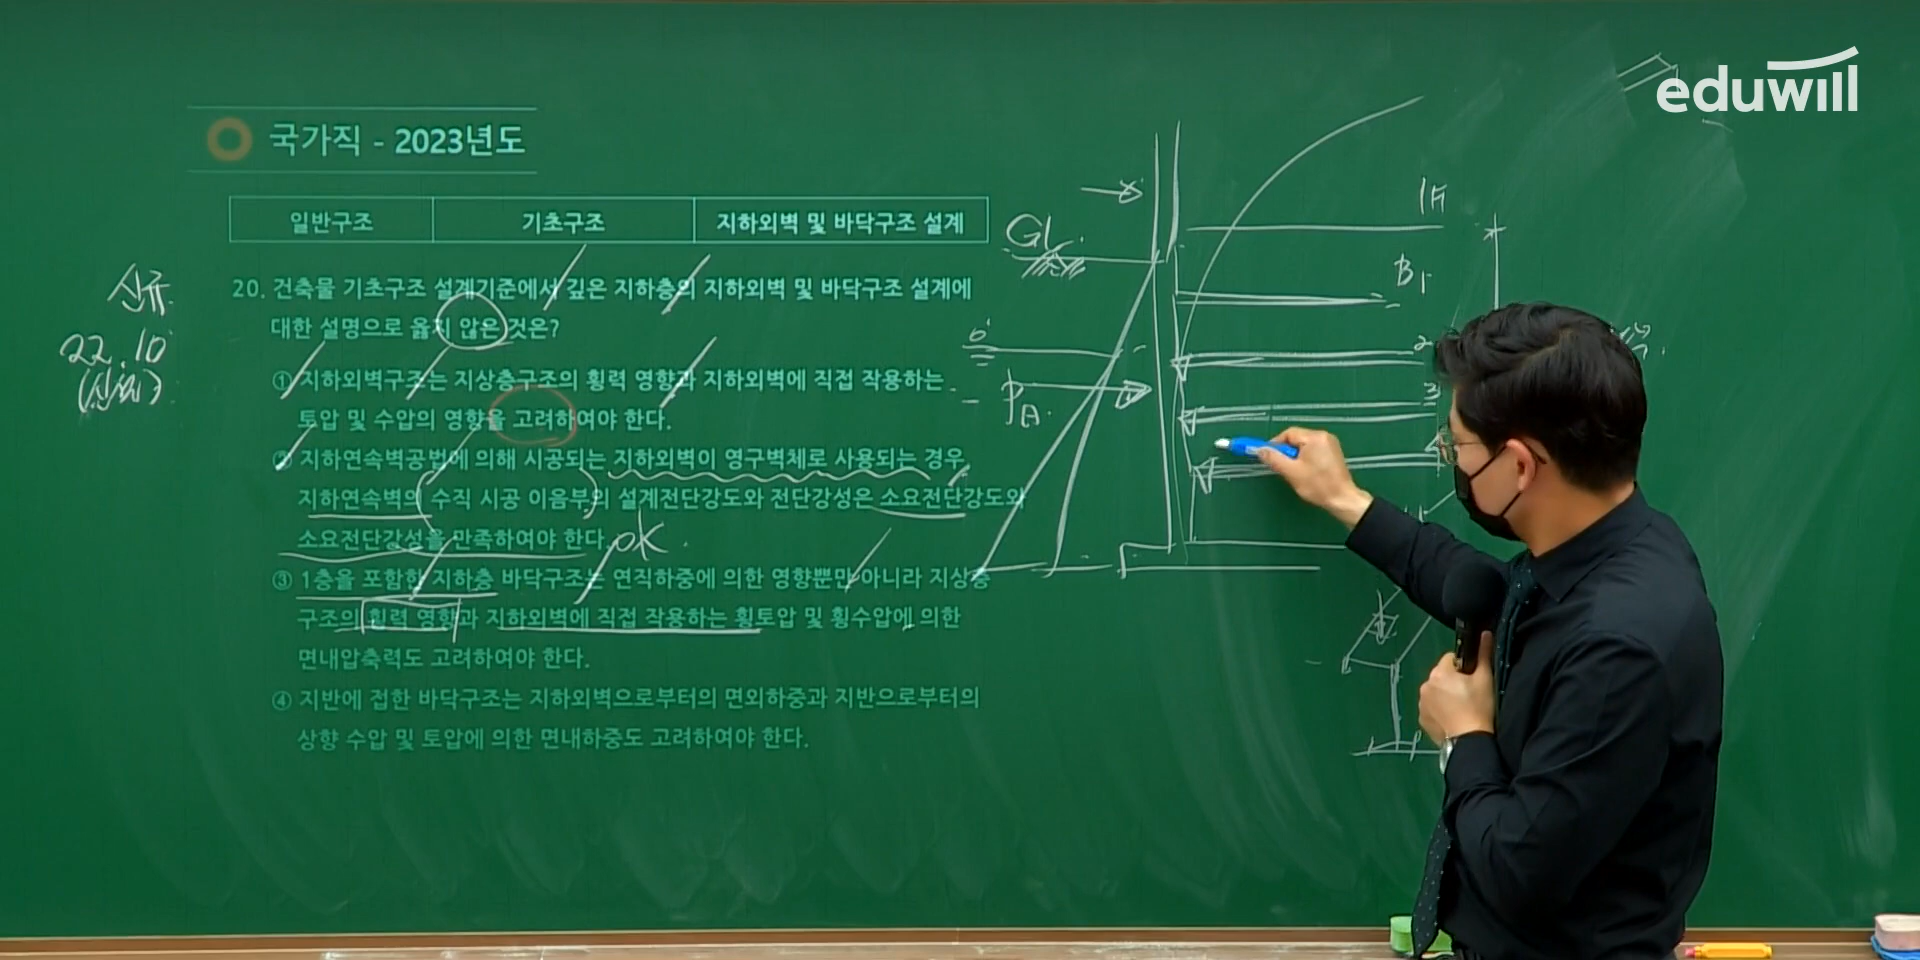 eduwill
국가직 - 2023년도
일반구조 기초구조 지하외벽 및 바닥구조 설계
신규
22.10
20. 건축물 기초구조 설계기준에서 깊은 지하층의 지하외벽 및 바닥구조 설계에
대한 설명으로 옳지 않은 것은?
① 지하외벽구조는 지상층구조의 횡력 영향과 지하외벽에 직접 작용하는
토압 및 수압의 영향을 고려하여야 한다.
② 지하연속벽공법에 의해 시공되는 지하외벽이 영구벽체로 사용되는 경우
지하연속벽의 수직 시공 이음부의 설계전단강도와 전단강성은 소요전단강도와
소요전단강성을 만족하여야 한다. ok.
③ 1층을 포함한 지하층 바닥구조는 연직하중에 의한 영향뿐만 아니라 지상층
구조의 횡력 영향과 지하외벽에 직접 작용하는 횡토압 및 횡수압에 의한
면내압축력도 고려하여야 한다.
④ 지반에 접한 바닥구조는 지하외벽으로부터의 면외하중과 지반으로부터의
상향 수압 및 토압에 의한 면내하중도 고려하여야 한다.
GL
1F
B1
2
PA
3
4